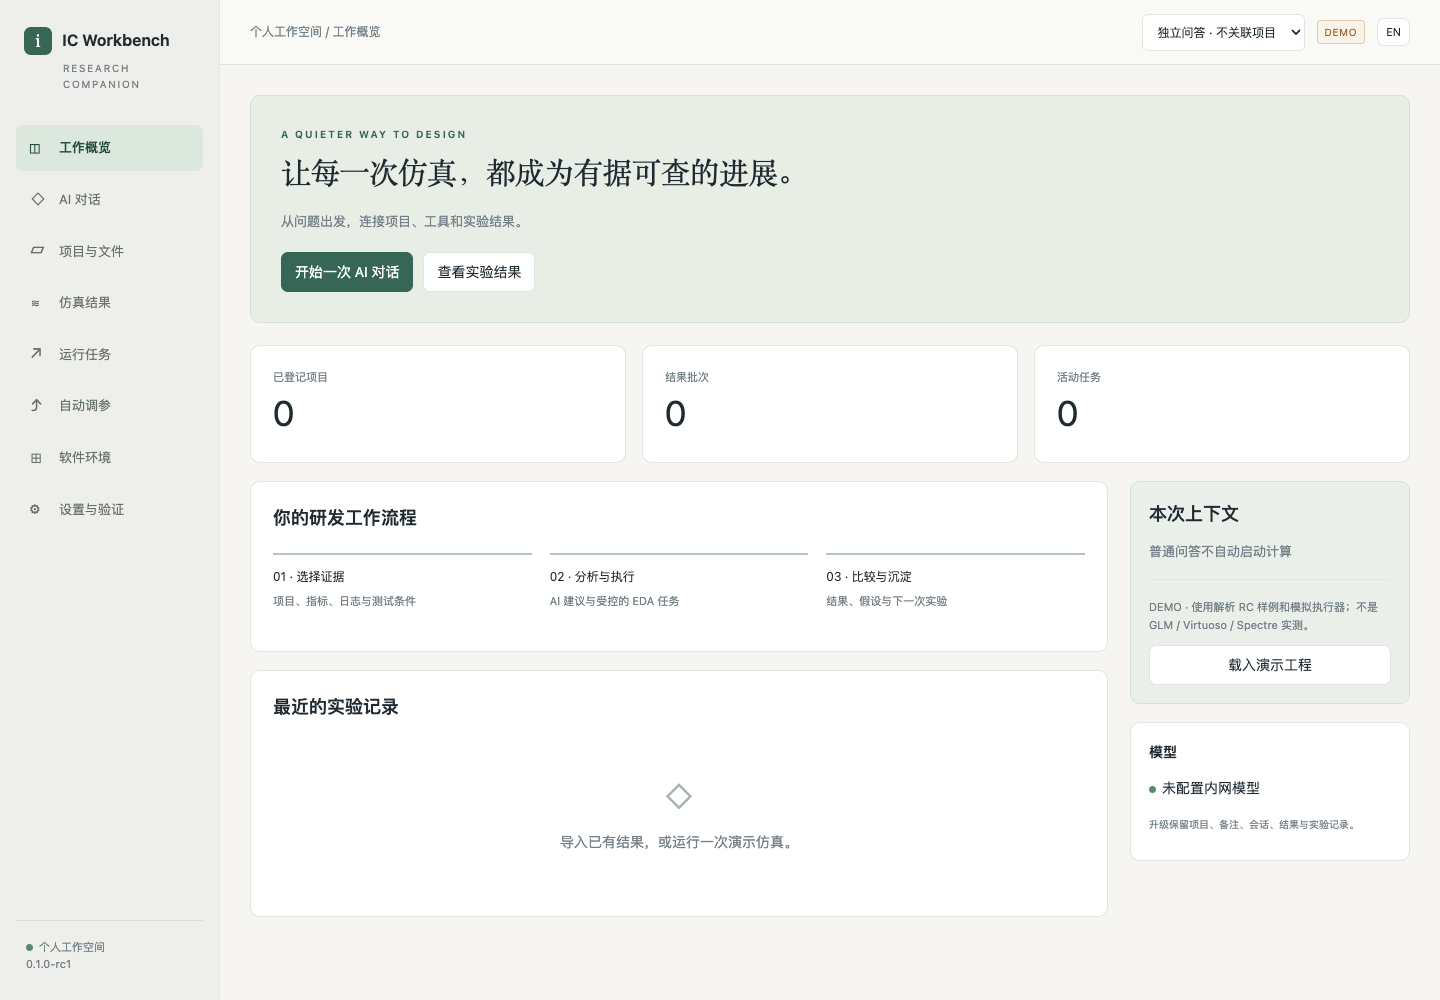 i
IC Workbench
RESEARCH
COMPANION
工作概览
AI 对话
项目与文件
仿真结果
运行任务
自动调参
软件环境
设置与验证
个人工作空间
0.1.0-rc1
个人工作空间 / 工作概览
独立问答 · 不关联项目
DEMO
EN
A QUIETER WAY TO DESIGN
让每一次仿真，都成为有据可查的进展。
从问题出发，连接项目、工具和实验结果。
开始一次 AI 对话
查看实验结果
已登记项目
0
结果批次
0
活动任务
0
你的研发工作流程
01 · 选择证据
项目、指标、日志与测试条件
02 · 分析与执行
AI 建议与受控的 EDA 任务
03 · 比较与沉淀
结果、假设与下一次实验
最近的实验记录
导入已有结果，或运行一次演示仿真。
本次上下文
普通问答不自动启动计算
DEMO · 使用解析 RC 样例和模拟执行器；不是
GLM / Virtuoso / Spectre 实测。
载入演示工程
模型
未配置内网模型
升级保留项目、备注、会话、结果与实验记录。